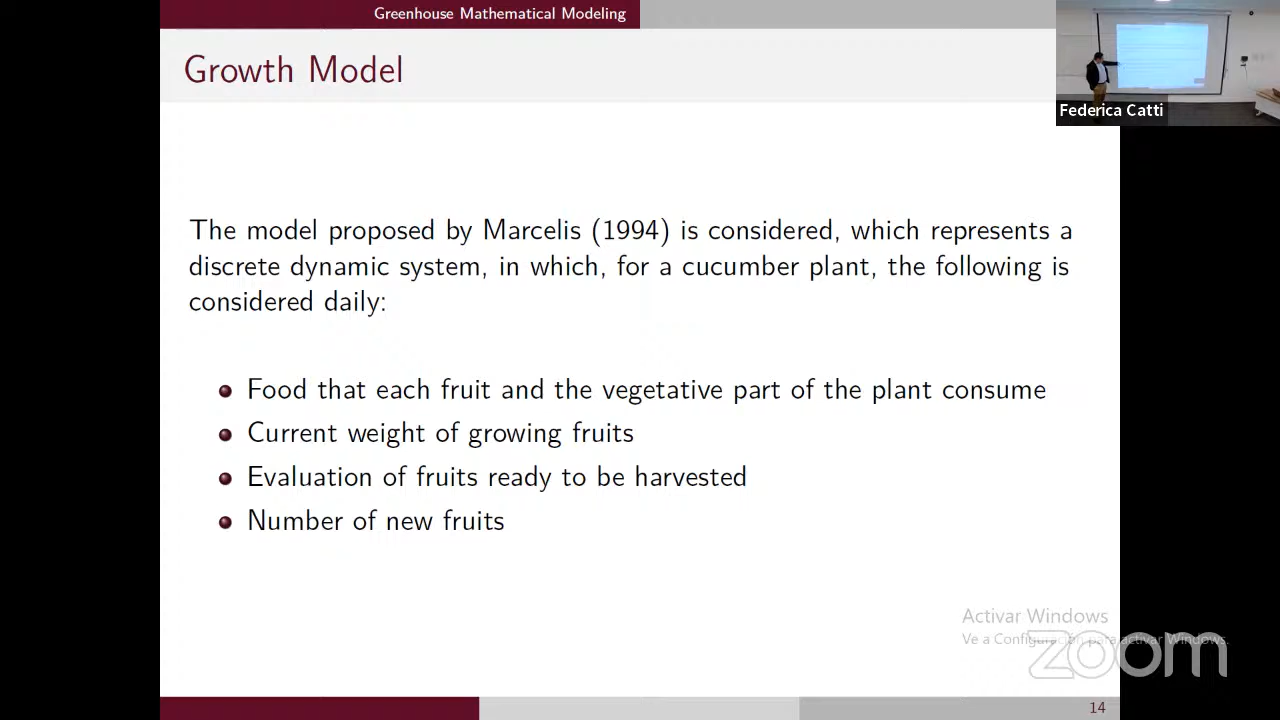 Greenhouse Mathematical Modeling
Growth Model
Federica Catti
The model proposed by Marcelis (1994) is considered, which represents a
discrete dynamic system, in which, for a cucumber plant, the following is
considered daily:
Food that each fruit and the vegetative part of the plant consume
Current weight of growing fruits
Evaluation of fruits ready to be harvested
Number of new fruits
Activar Windows
Ve a Configuración para activar Windows.
zoom
14